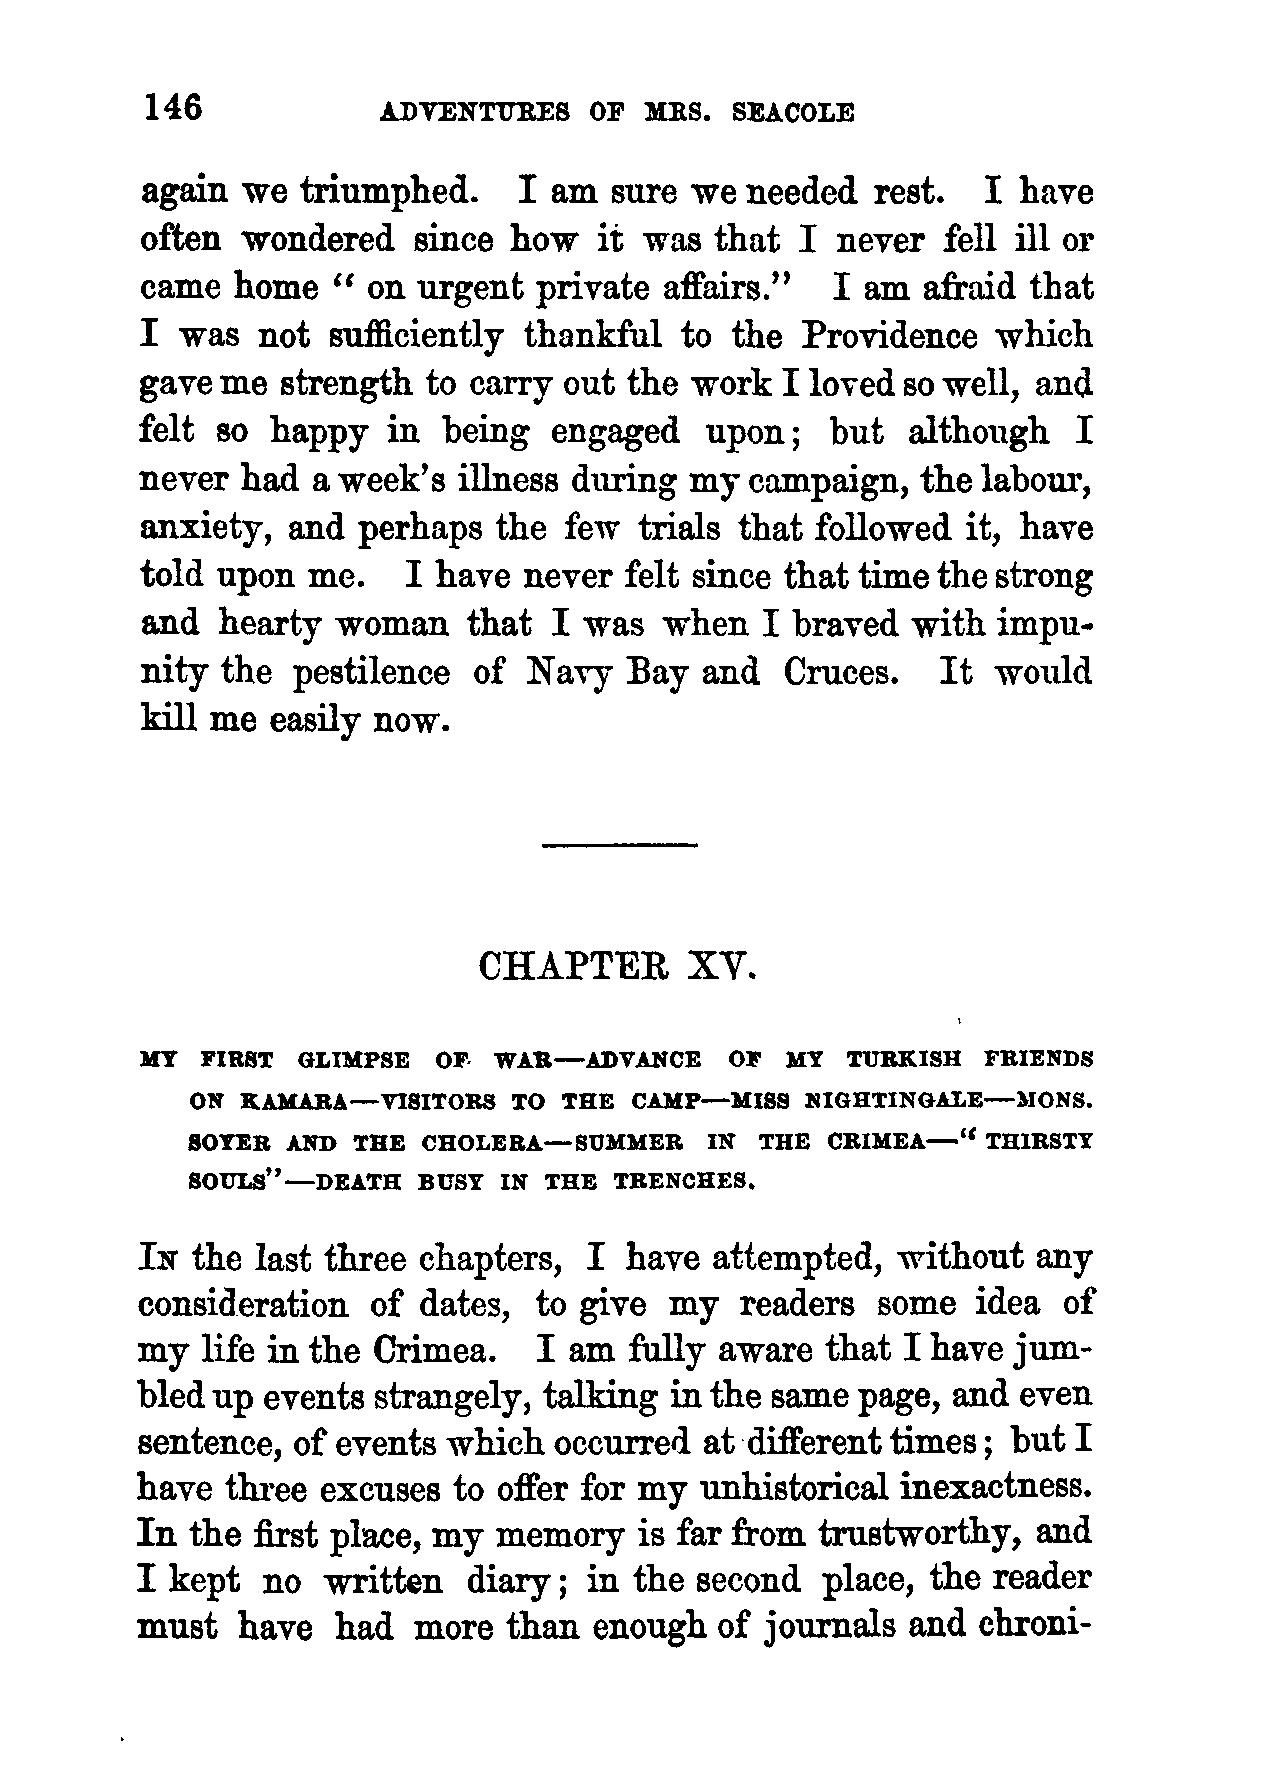 146 ADVENTURES OF MRS. SEACOLE
again we triumphed. I am sure we needed rest. I have
often wondered since how it was that I never fell ill or
came home “ on urgent private affairs.” I am afraid that
I was not sufficiently thankful to the Providence which
gave me strength to carry out the work I loved so well, and
felt so happy in being engaged upon; but although I
never had a week’s illness during my campaign, the labour,
anxiety, and perhaps the few trials that followed it, have
told upon me. I have never felt since that time the strong
and hearty woman that I was when I braved with impu-
nity the pestilence of Navy Bay and Cruces. It would
kill me easily now.
CHAPTER XV.
MY FIRST GLIMPSE OF WAR—ADVANCE OF MY TURKISH FRIENDS
ON KAMARA—VISITORS TO THE CAMP—MISS NIGHTINGALE—MONS.
SOYER AND THE CHOLERA—SUMMER IN THE CRIMEA—“ THIRSTY
SOULS”—DEATH BUSY IN THE TRENCHES.
IN the last three chapters, I have attempted, without any
consideration of dates, to give my readers some idea of
my life in the Crimea. I am fully aware that I have jum-
bled up events strangely, talking in the same page, and even
sentence, of events which occurred at different times; but I
have three excuses to offer for my unhistorical inexactness.
In the first place, my memory is far from trustworthy, and
I kept no written diary; in the second place, the reader
must have had more than enough of journals and chroni-